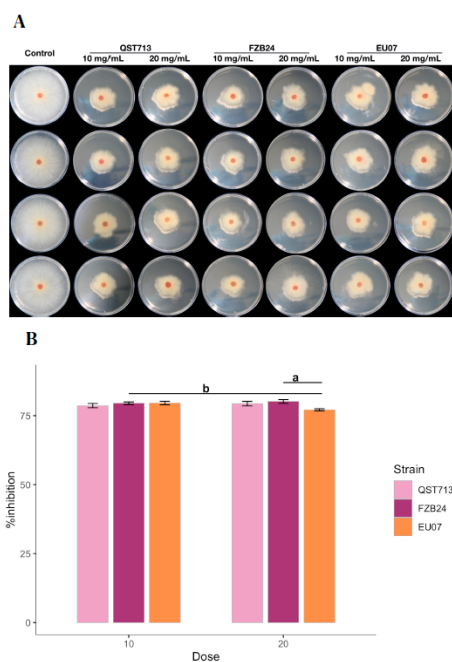 A
Control QST713 FZB24 EU07
10 mg/mL 20 mg/mL 10 mg/mL 20 mg/mL 10 mg/mL 20 mg/mL
B
a
b
75
50
25
0
%inhibition
10 20
Dose
Strain
QST713
FZB24
EU07